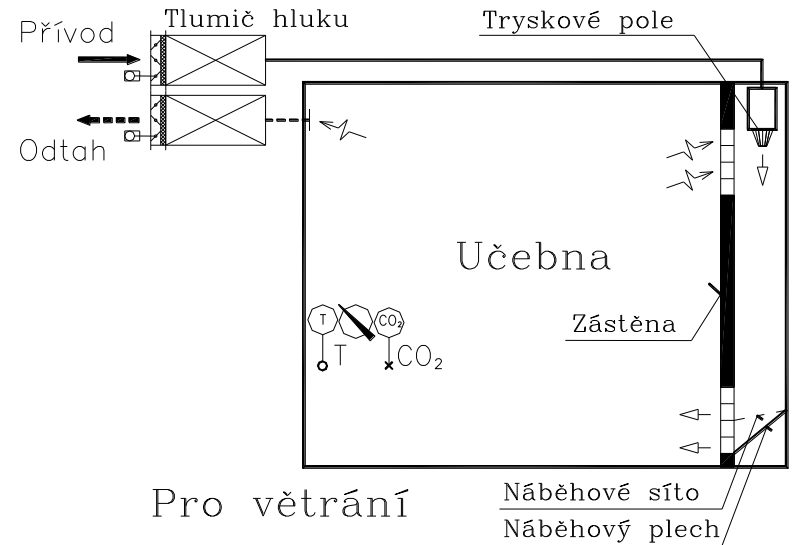 Tlumič hluku
Přívod
Tryskové pole
Odtah
Učebna
Zástěna
T
CO₂
T
CO₂
Náběhové síto
Pro větrání
Náběhový plech